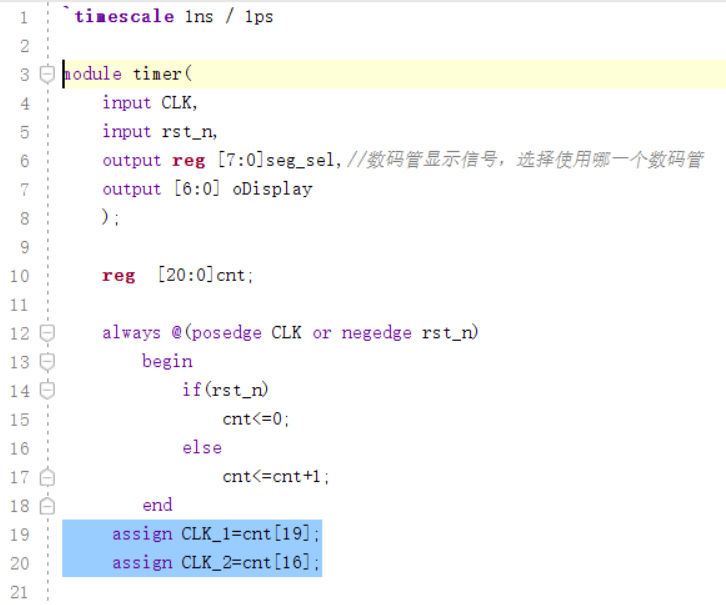 1 `timescale 1ns / 1ps
2
3 module timer(
4 input CLK,
5 input rst_n,
6 output reg [7:0]seg_sel,//数码管显示信号，选择使用哪一个数码管
7 output [6:0] oDisplay
8 );
9
10 reg [20:0]cnt;
11
12 always @(posedge CLK or negedge rst_n)
13 begin
14 if(rst_n)
15 cnt<=0;
16 else
17 cnt<=cnt+1;
18 end
19 assign CLK_1=cnt[19];
20 assign CLK_2=cnt[16];
21